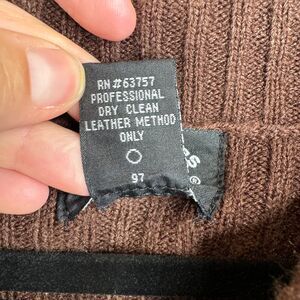 RN #63757
PROFESSIONAL
DRY CLEAN
LEATHER METHOD
ONLY
97